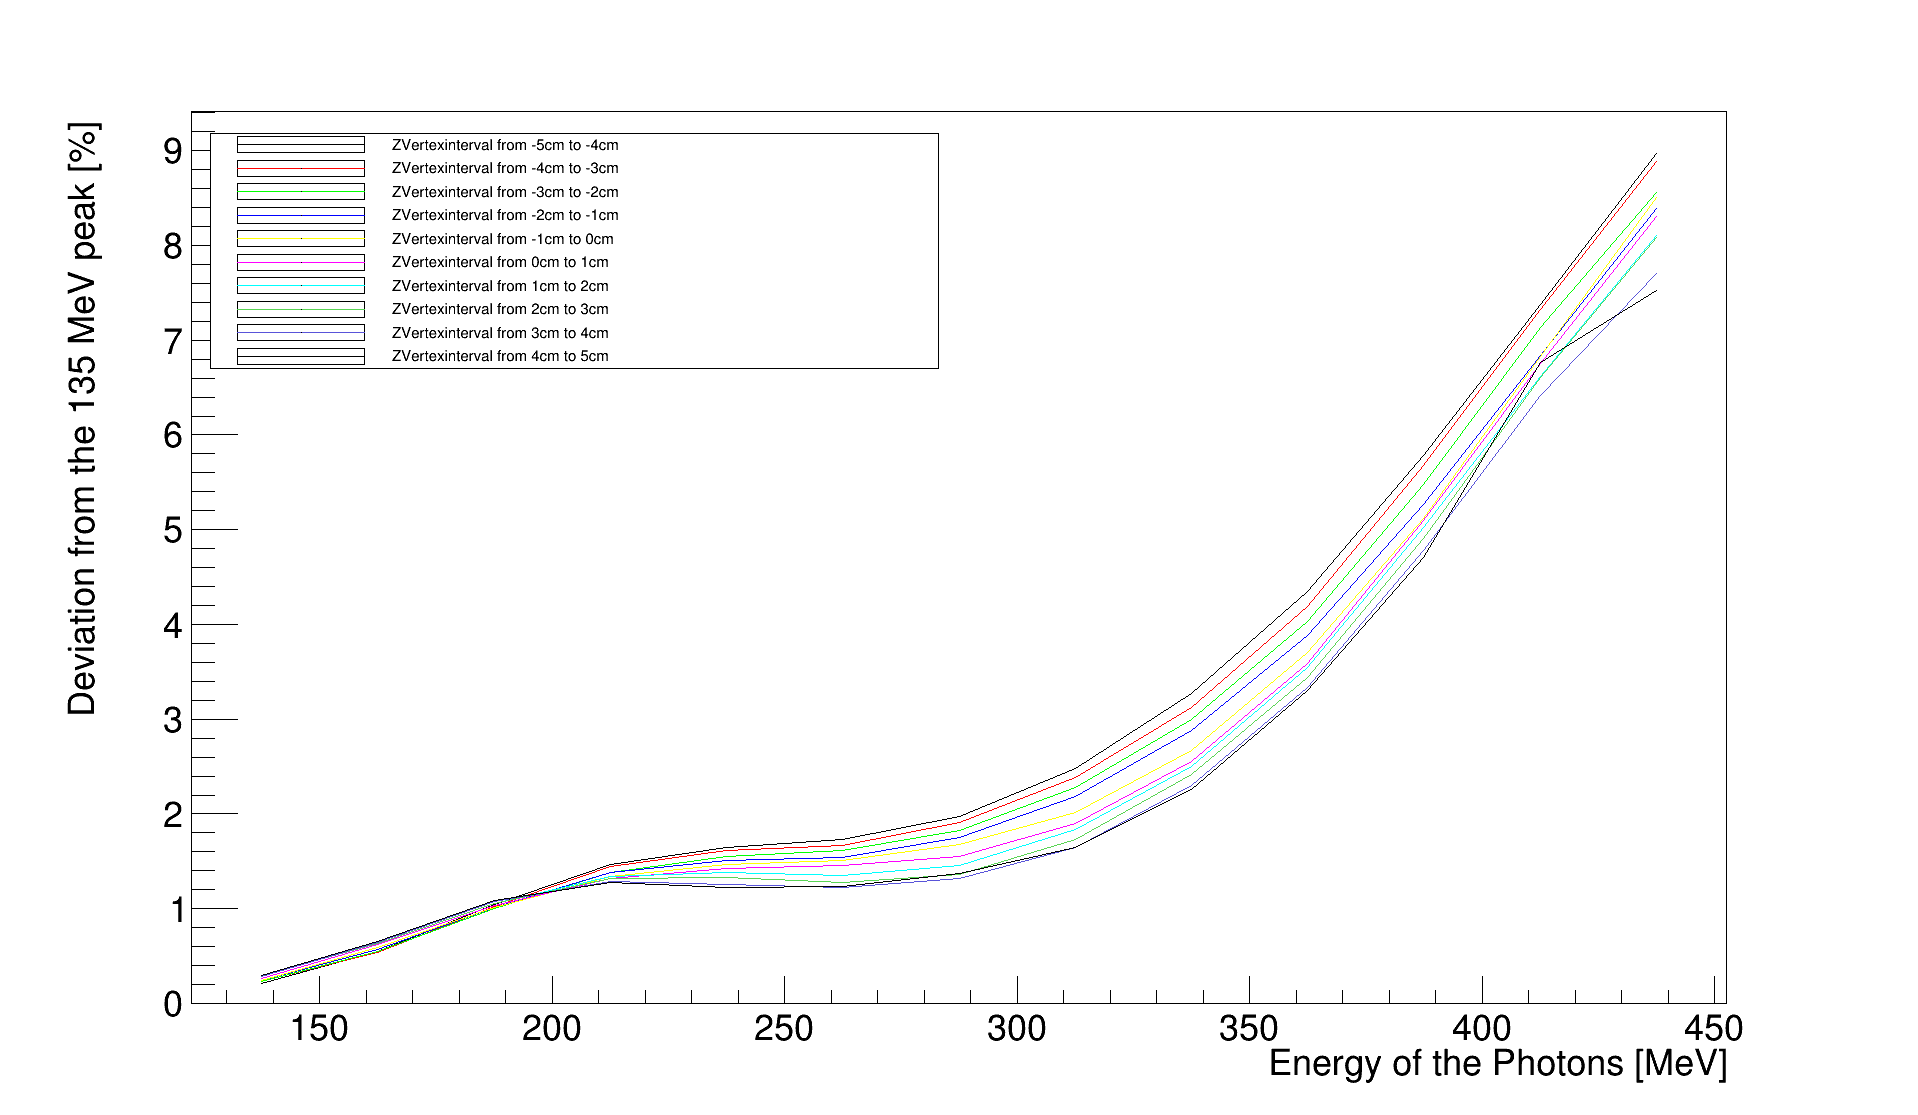 Deviation from the 135 MeV peak [%]
9
8
7
6
5
4
3
2
1
0
ZVertexinterval from -5cm to -4cm
ZVertexinterval from -4cm to -3cm
ZVertexinterval from -3cm to -2cm
ZVertexinterval from -2cm to -1cm
ZVertexinterval from -1cm to 0cm
ZVertexinterval from 0cm to 1cm
ZVertexinterval from 1cm to 2cm
ZVertexinterval from 2cm to 3cm
ZVertexinterval from 3cm to 4cm
ZVertexinterval from 4cm to 5cm
150 200 250 300 350 400 450
Energy of the Photons [MeV]